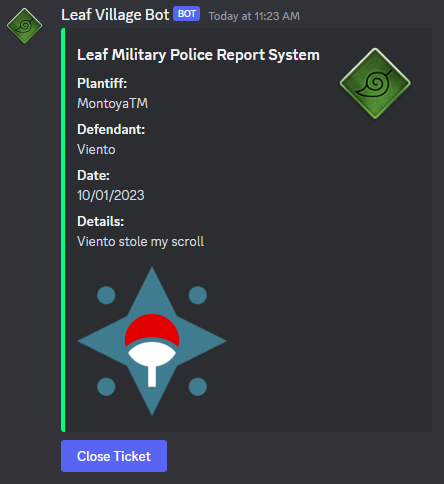 Leaf Village Bot BOT Today at 11:23 AM
Leaf Military Police Report System
Plantiff:
MontoyaTM
Defendant:
Viento
Date:
10/01/2023
Details:
Viento stole my scroll
Close Ticket